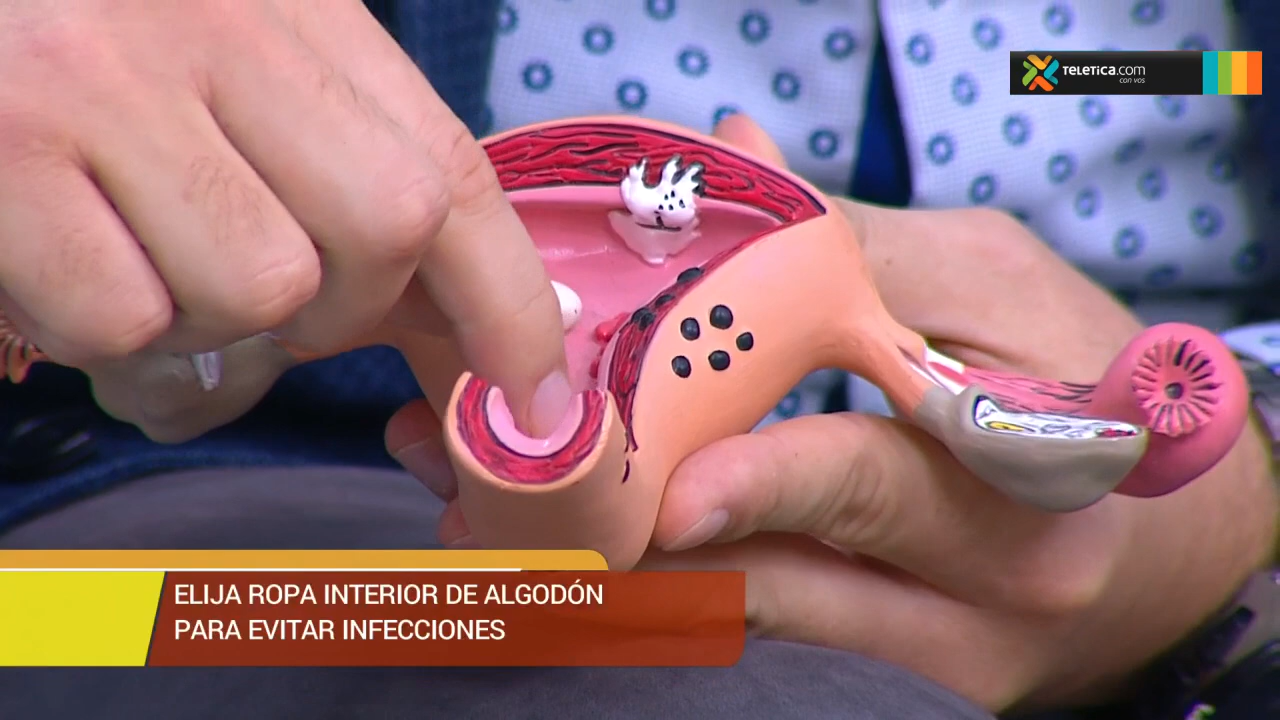 TELETICA.COM
con vos
ELIJA ROPA INTERIOR DE ALGODÓN
PARA EVITAR INFECCIONES